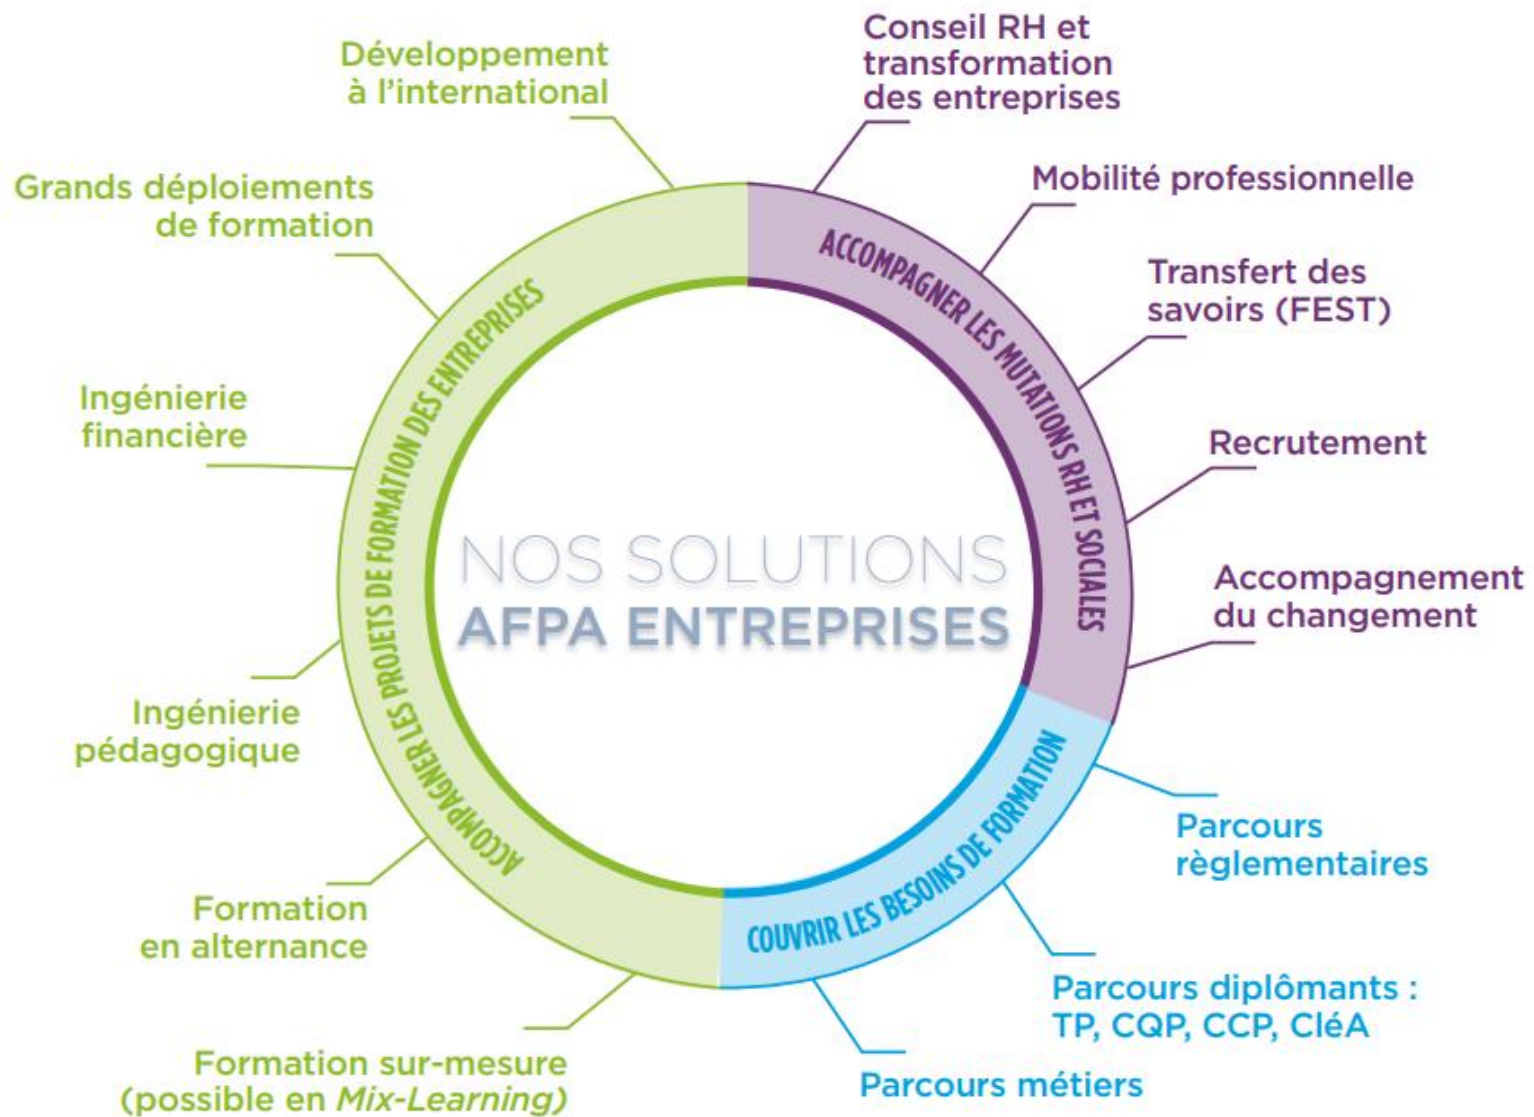 Développement
à l'international
Grands déploiements
de formation
Ingénierie
financière
Ingénierie
pédagogique
Formation
en alternance
Formation sur-mesure
(possible en Mix-Learning)
ACCOMPAGNER LES PROJETS DE FORMATION DES ENTREPRISES
NOS SOLUTIONS
AFPA ENTREPRISES
Conseil RH et
transformation
des entreprises
Mobilité professionnelle
Transfert des
savoirs (FEST)
Recrutement
Accompagnement
du changement
ACCOMPAGNER LES MUTATIONS RH ET SOCIALES
Parcours
règlementaires
Parcours diplômants :
TP, CQP, CCP, CléA
Parcours métiers
COUVRIR LES BESOINS DE FORMATION